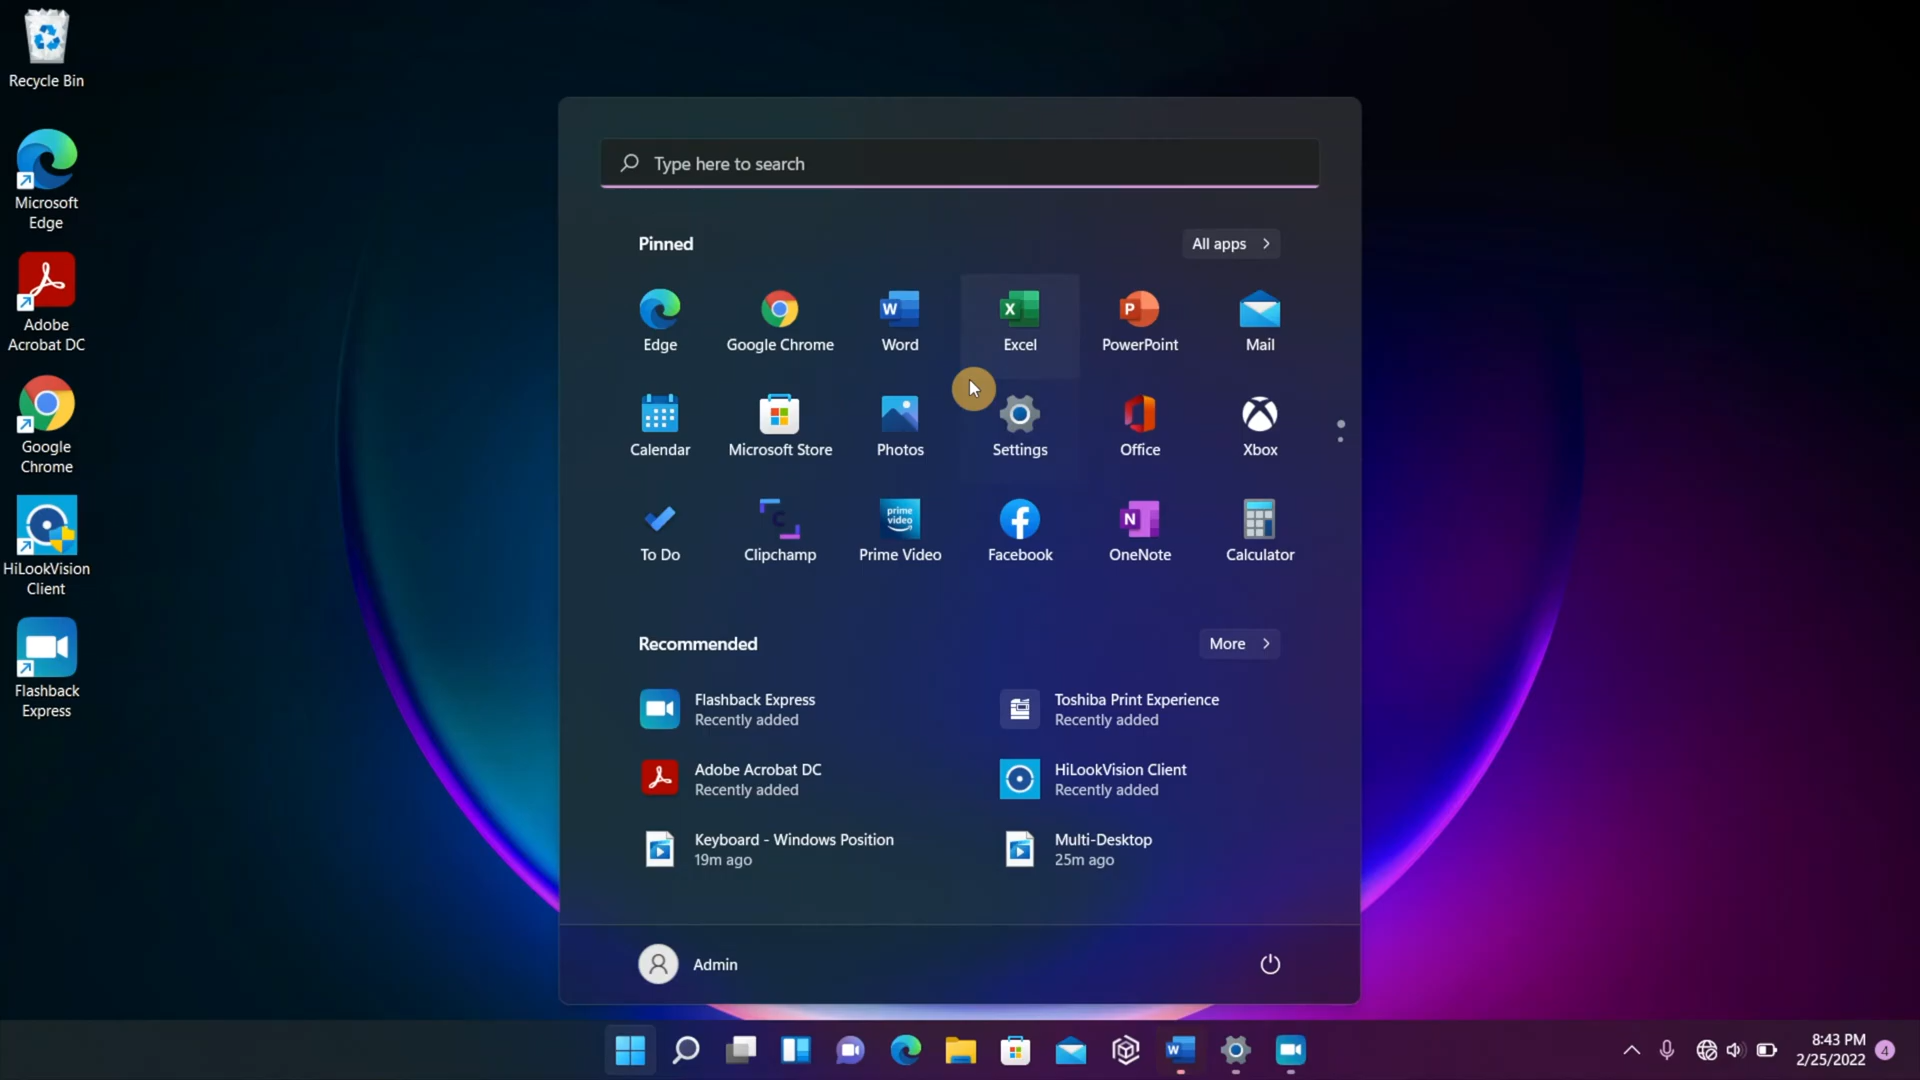 Recycle Bin
Microsoft
Edge
Adobe
Acrobat DC
Google
Chrome
HiLookVision
Client
Flashback
Express
Type here to search
Pinned
All apps
Edge
Google Chrome
W
Word
X
Excel
P
PowerPoint
Mail
Calendar
Microsoft Store
Photos
Settings
Office
Xbox
To Do
C
Clipchamp
prime
video
Prime Video
Facebook
N
OneNote
Calculator
Recommended
More
Flashback Express
Recently added
Toshiba Print Experience
Recently added
Adobe Acrobat DC
Recently added
HiLookVision Client
Recently added
Keyboard - Windows Position
19m ago
Multi-Desktop
25m ago
Admin
W
8:43 PM
2/25/2022
4